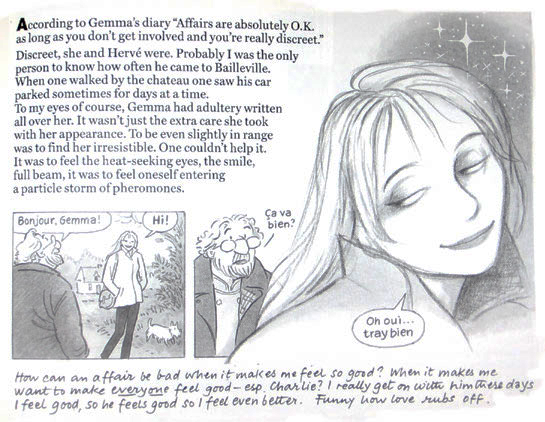 According to Gemma's diary "Affairs are absolutely O.K.
as long as you don't get involved and you're really discreet."
Discreet, she and Hervé were. Probably I was the only
person to know how often he came to Bailleville.
When one walked by the chateau one saw his car
parked sometimes for days at a time.
To my eyes of course, Gemma had adultery written
all over her. It wasn't just the extra care she took
with her appearance. To be even slightly in range
was to find her irresistible. One couldn't help it.
It was to feel the heat-seeking eyes, the smile,
full beam, it was to feel oneself entering
a particle storm of pheromones.
Bonjour, Gemma!
Hi!
Ça va
bien?
Oh oui...
tray bien
How can an affair be bad when it makes me feel so good? When it makes me
want to make everyone feel good – esp. Charlie? I really get on with him these days
I feel good, so he feels good so I feel even better. Funny how love rubs off.